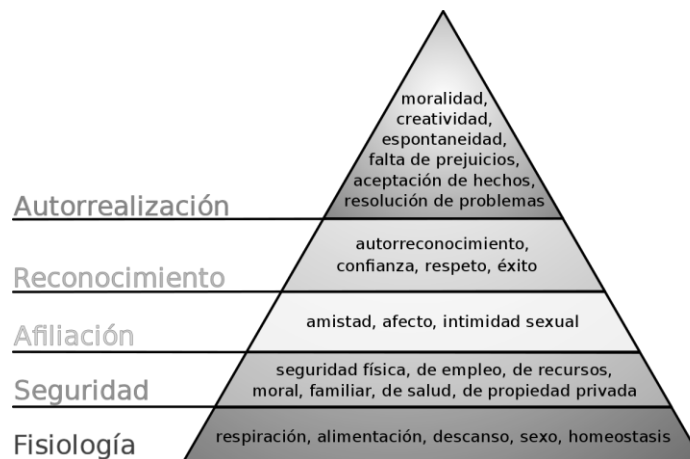 moralidad,
creatividad,
espontaneidad,
falta de prejuicios,
aceptación de hechos,
resolución de problemas
Autorrealización
autorreconocimiento,
confianza, respeto, éxito
Reconocimiento
amistad, afecto, intimidad sexual
Afiliación
seguridad física, de empleo, de recursos,
moral, familiar, de salud, de propiedad privada
Seguridad
respiración, alimentación, descanso, sexo, homeostasis
Fisiología